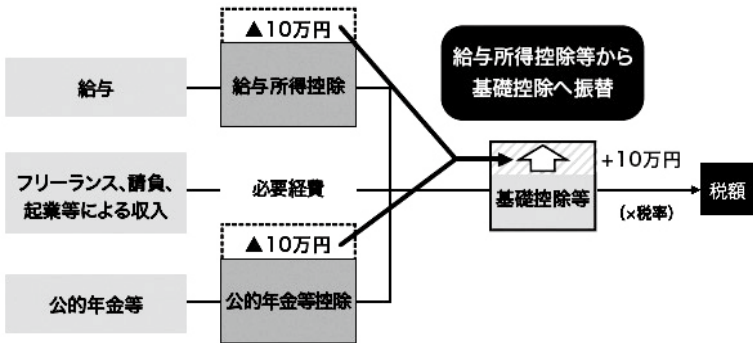 ▲10万円
給与
給与所得控除
給与所得控除等から
基礎控除へ振替
フリーランス、請負、
起業等による収入
必要経費
+10万円
基礎控除等
(×税率)
税額
▲10万円
公的年金等
公的年金等控除